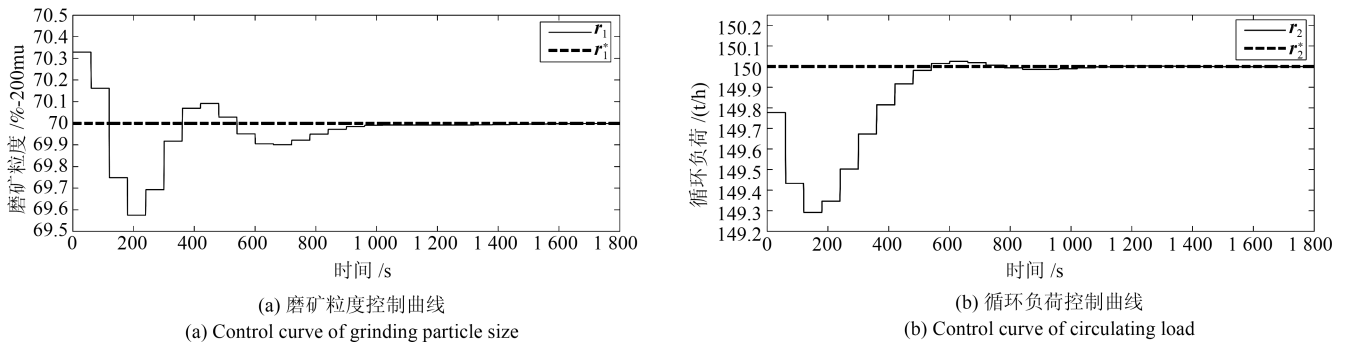 70.5
70.4
70.3
70.2
70.1
70
69.9
69.8
69.7
69.6
69.5
磨矿粒度 /%-200mu
r₁
r₁*
0 200 400 600 800 1 000 1 200 1 400 1 600 1 800
时间 /s
(a) 磨矿粒度控制曲线
(a) Control curve of grinding particle size
150.2
150.1
150
149.9
149.8
149.6
149.5
149.4
149.3
149.2
循环负荷 /(t/h)
r₂
r₂*
0 200 400 600 800 1 000 1 200 1 400 1 600 1 800
时间 /s
(b) 循环负荷控制曲线
(b) Control curve of circulating load